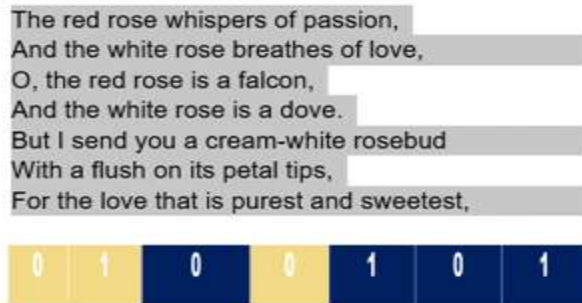 The red rose whispers of passion,
And the white rose breathes of love,
O, the red rose is a falcon,
And the white rose is a dove.
But I send you a cream-white rosebud
With a flush on its petal tips,
For the love that is purest and sweetest,
0 1 0 0 1 0 1